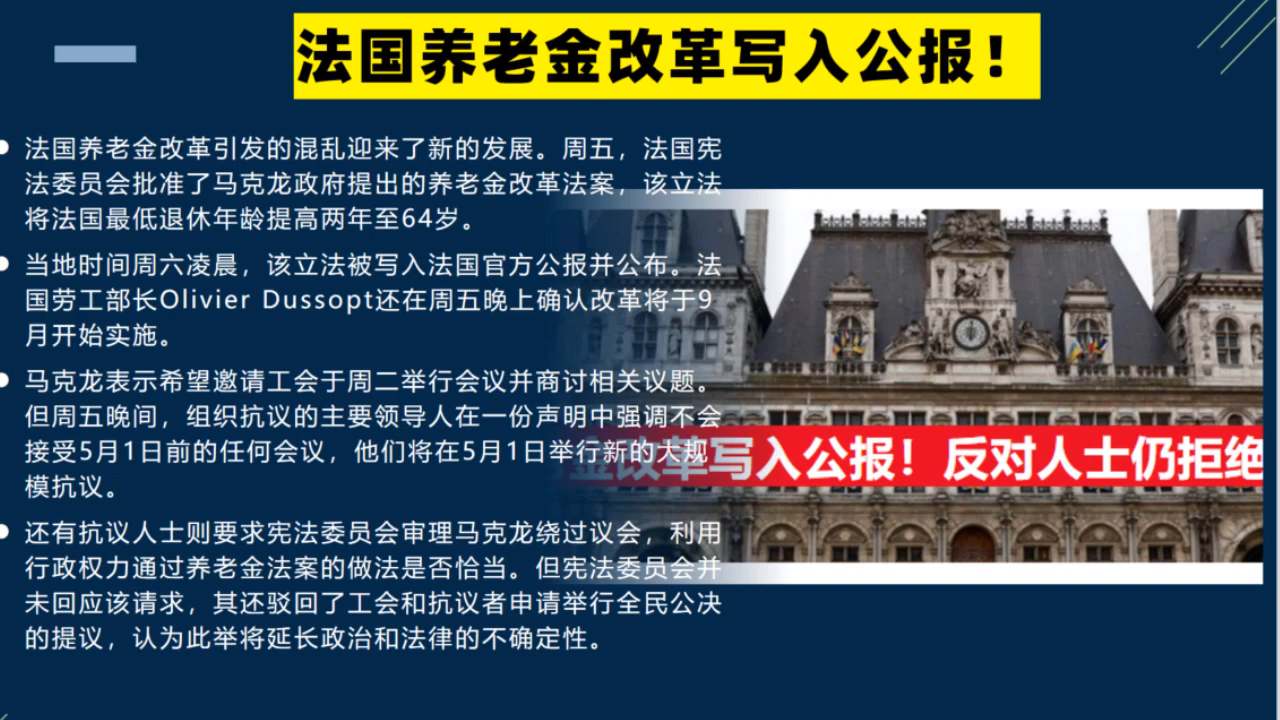 法国养老金改革写入公报！
法国养老金改革引发的混乱迎来了新的发展。周五，法国宪
法委员会批准了马克龙政府提出的养老金改革法案，该立法
将法国最低退休年龄提高两年至64岁。
当地时间周六凌晨，该立法被写入法国官方公报并公布。法
国劳工部长Olivier Dussopt还在周五晚上确认改革将于9
月开始实施。
马克龙表示希望邀请工会于周二举行会议并商讨相关议题。
但周五晚间，组织抗议的主要领导人在一份声明中强调不会
接受5月1日前的任何会议，他们将在5月1日举行新的大规
模抗议。
还有抗议人士则要求宪法委员会审理马克龙绕过议会，利用
行政权力通过养老金法案的做法是否恰当。但宪法委员会并
未回应该请求，其还驳回了工会和抗议者申请举行全民公决
的提议，认为此举将延长政治和法律的不确定性。
金改革写入公报！反对人士仍拒绝